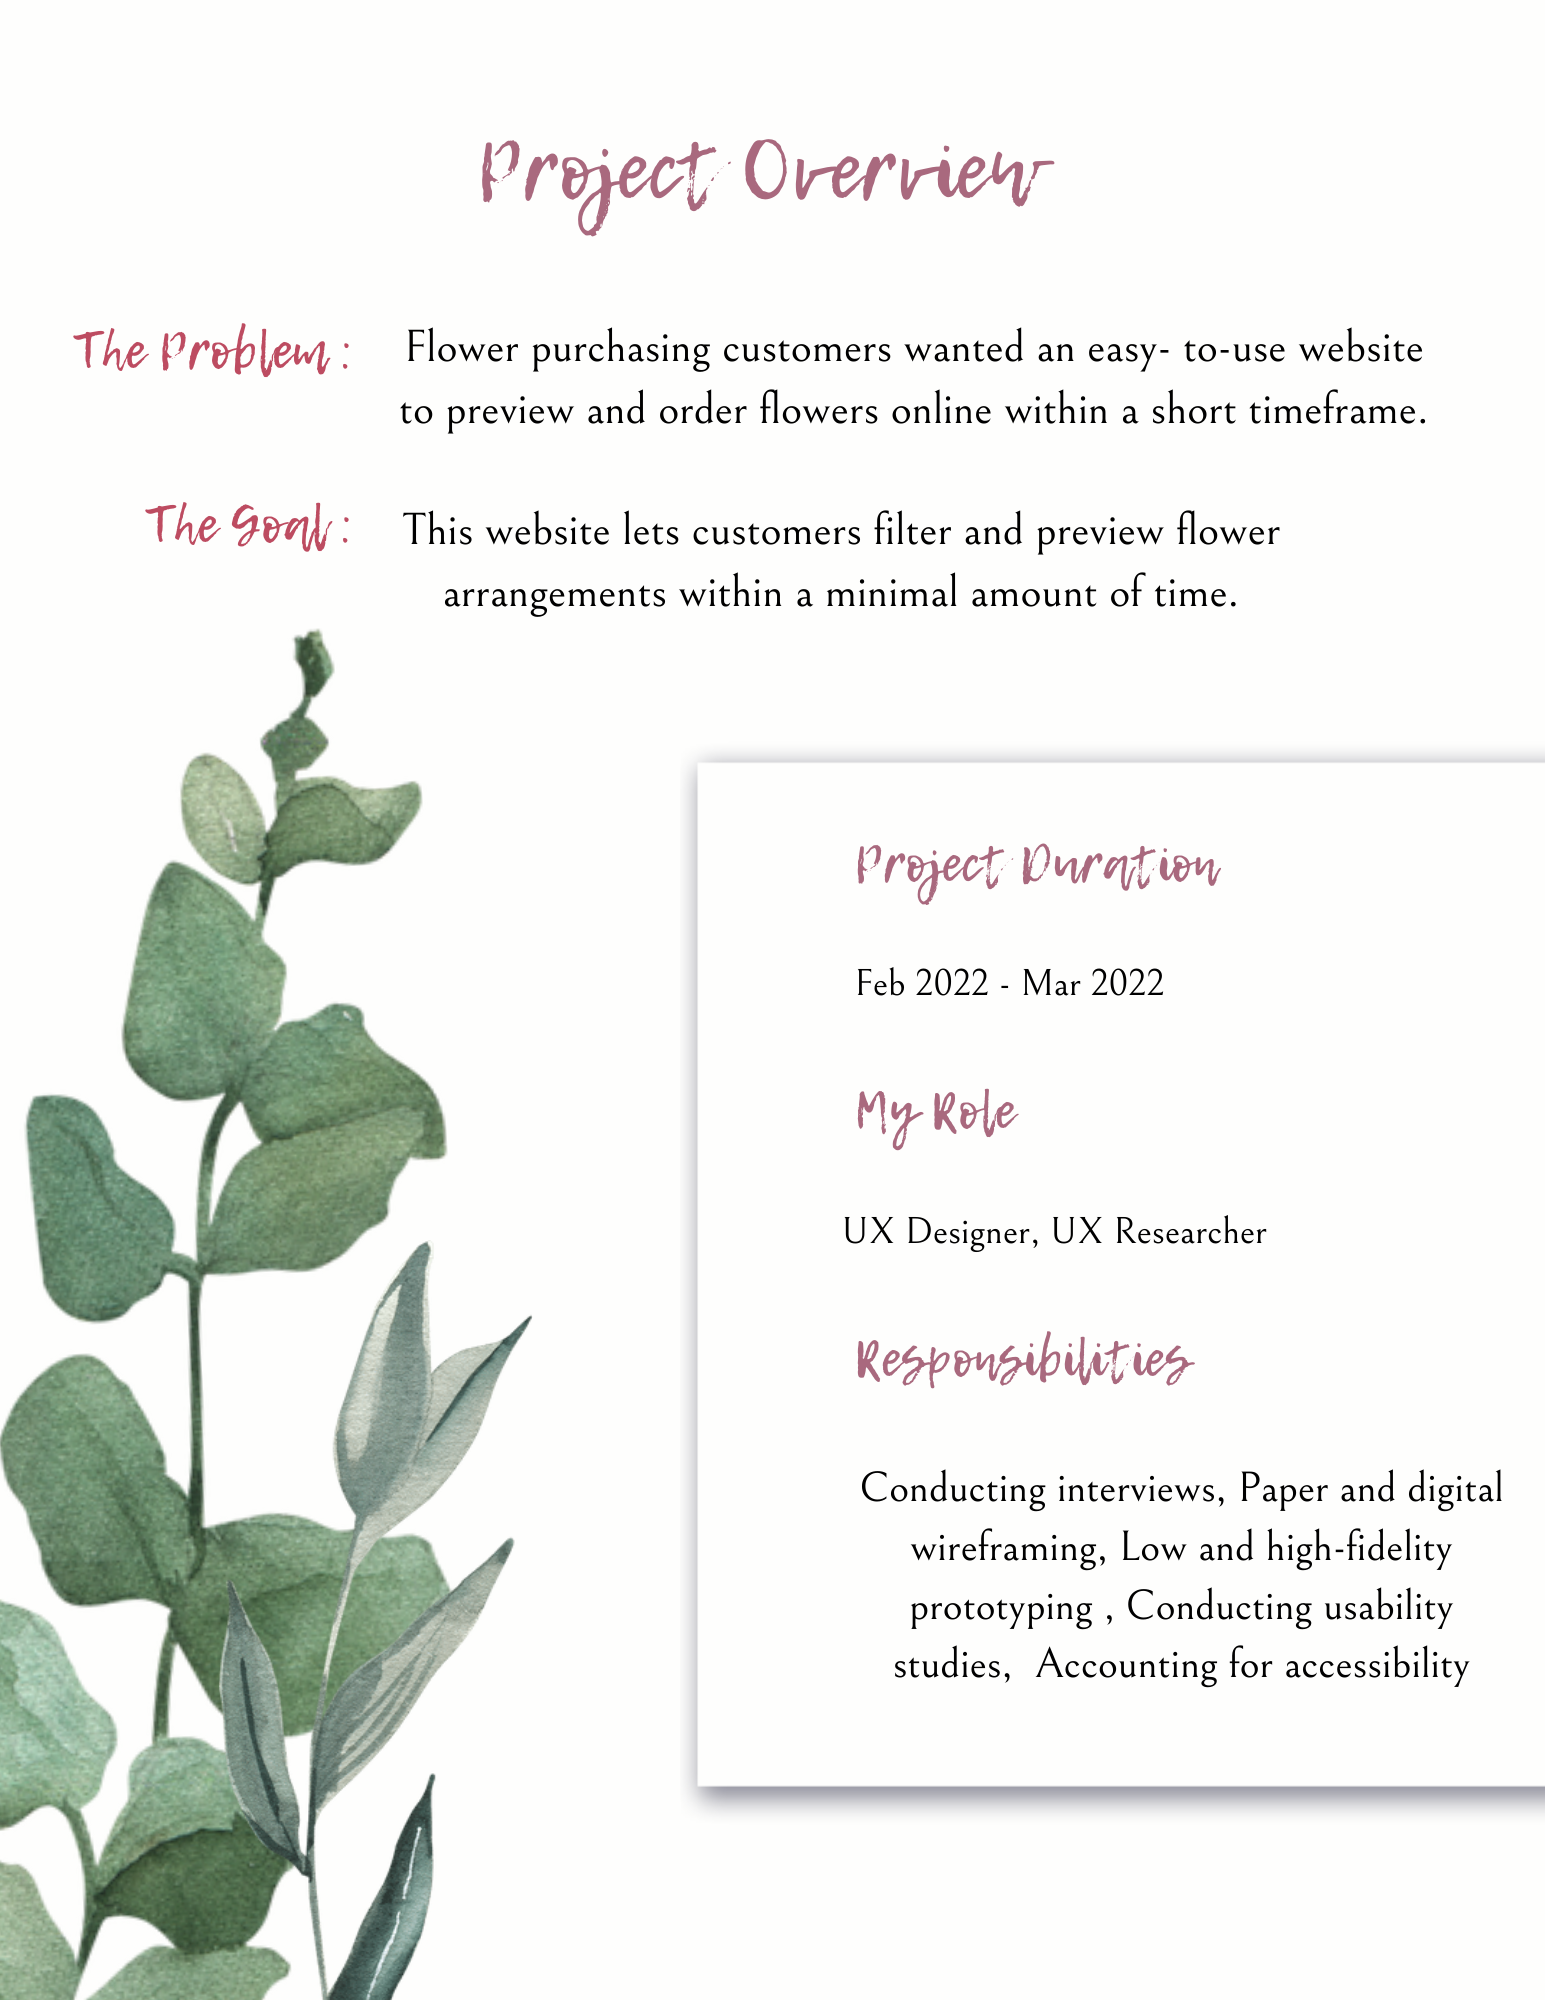 Project Overview
The Problem : Flower purchasing customers wanted an easy- to-use website
to preview and order flowers online within a short timeframe.
The Goal : This website lets customers filter and preview flower
arrangements within a minimal amount of time.
Project Duration
Feb 2022 - Mar 2022
My Role
UX Designer, UX Researcher
Responsibilities
Conducting interviews, Paper and digital
wireframing, Low and high-fidelity
prototyping , Conducting usability
studies,  Accounting for accessibility